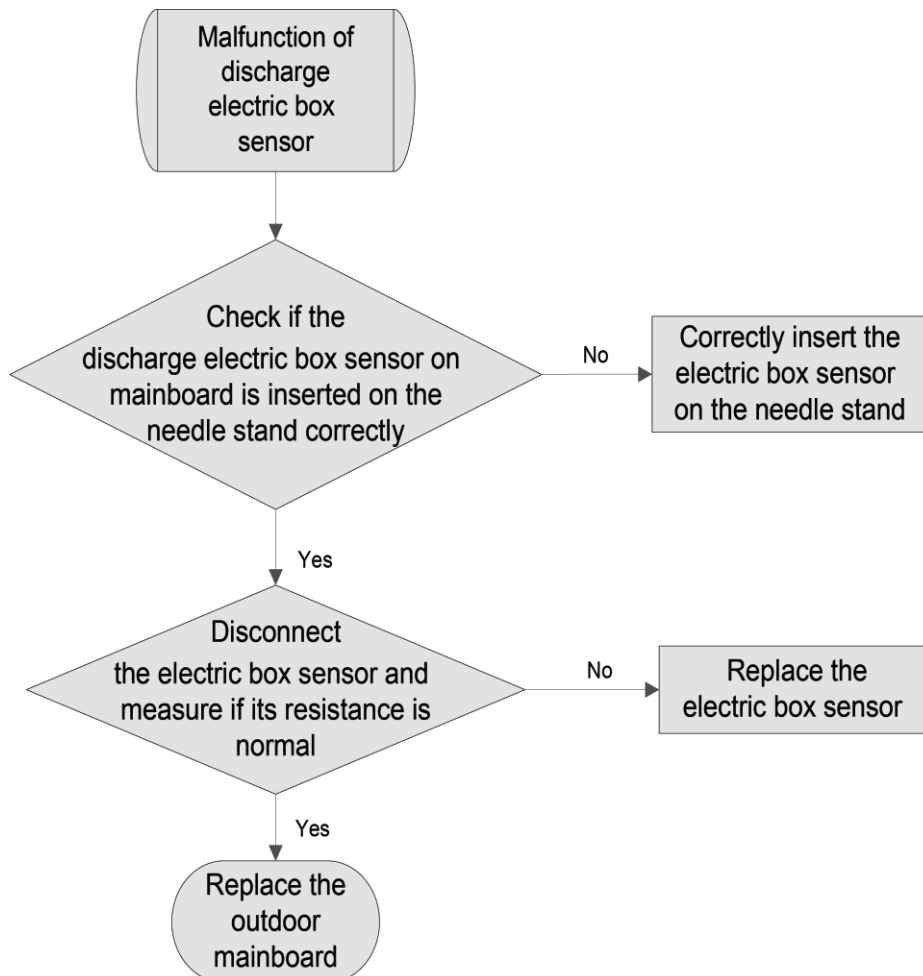 Malfunction of
discharge
electric box
sensor
Check if the
discharge electric box sensor on
mainboard is inserted on the
needle stand correctly
No
Correctly insert the
electric box sensor
on the needle stand
Yes
Disconnect
the electric box sensor and
measure if its resistance is
normal
No
Replace the
electric box sensor
Yes
Replace the
outdoor
mainboard